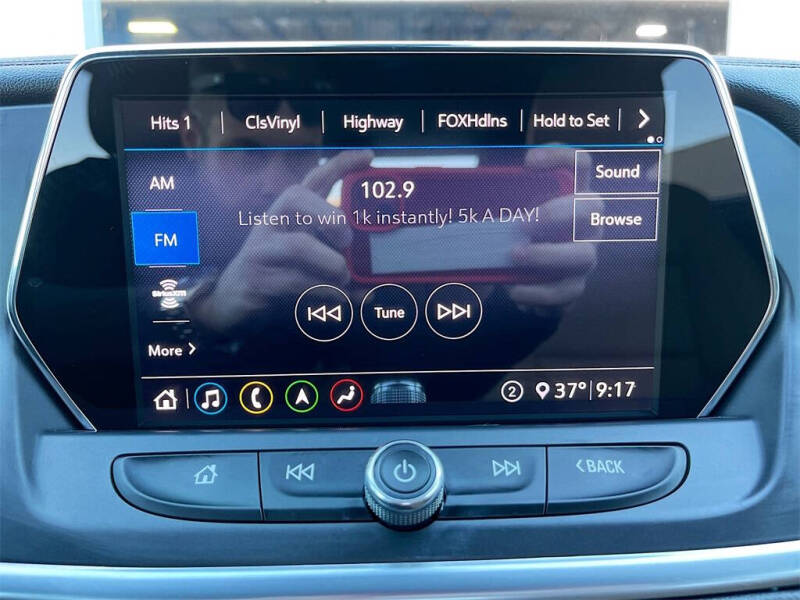 Hits 1 ClsVinyl Highway FOXHdlns Hold to Set
AM
102.9
Sound
Listen to win 1k instantly! 5k A DAY!
Browse
FM
SiriusXM
Tune
More
2 37° 9:17
BACK